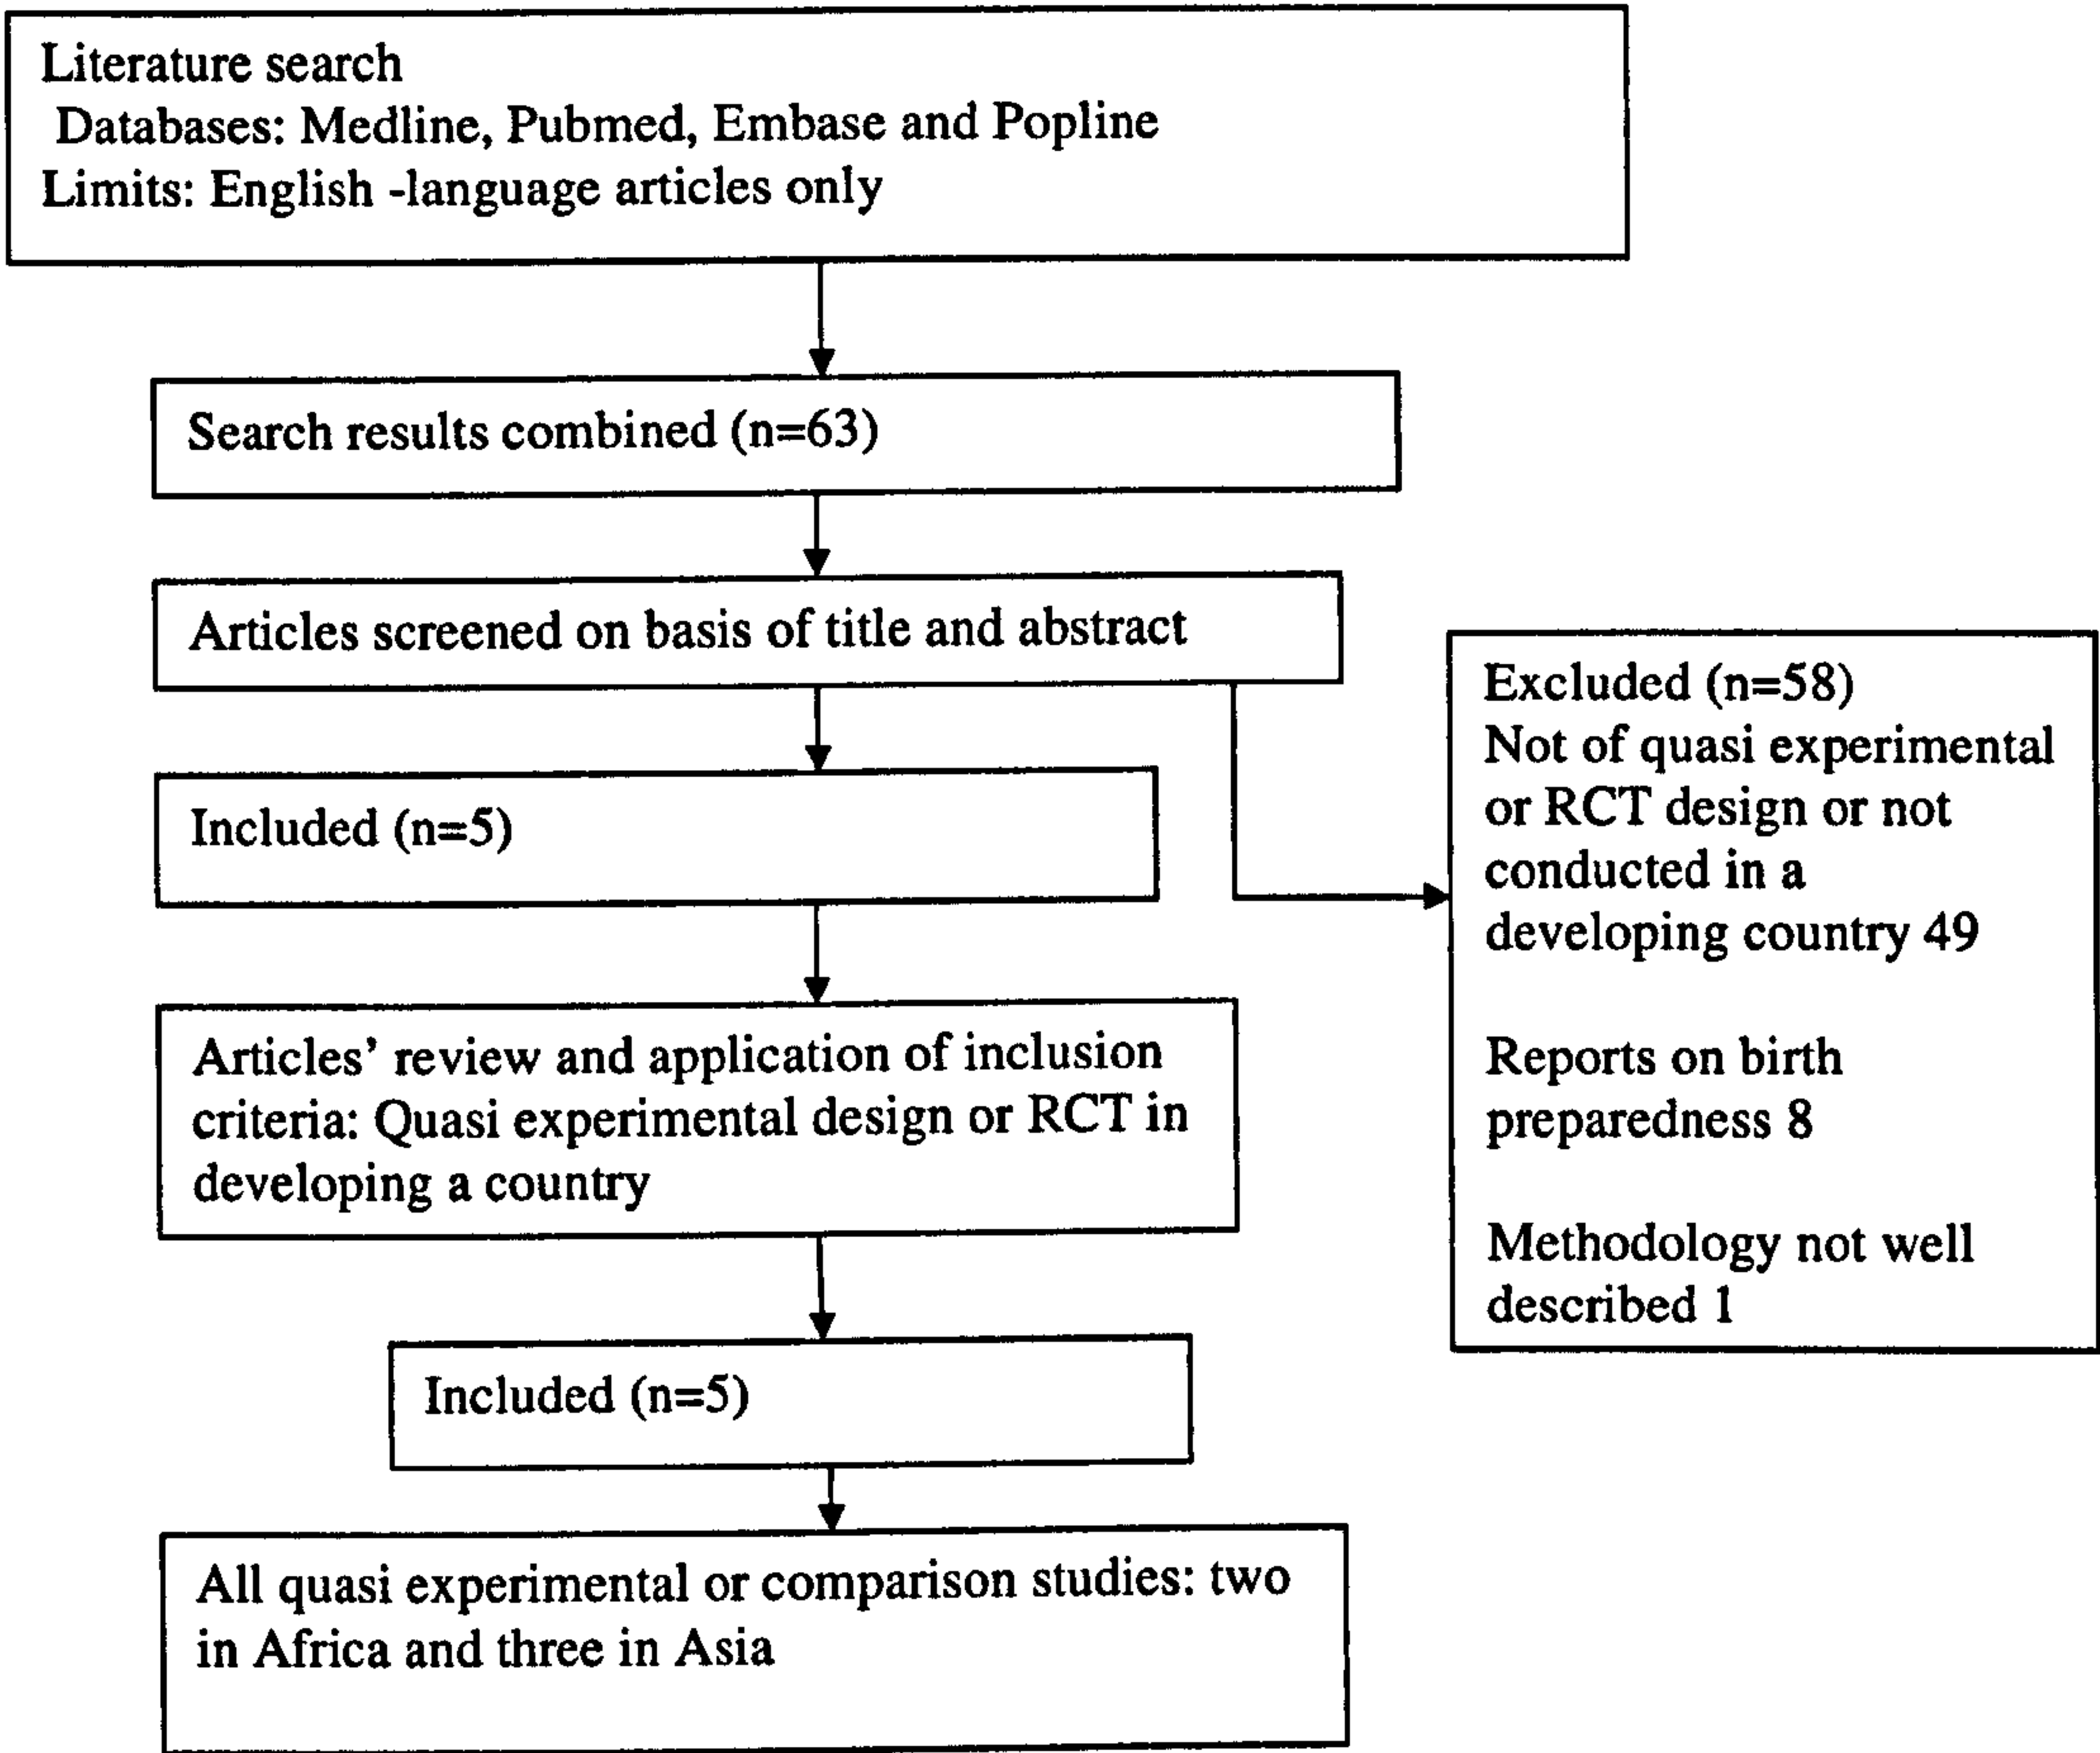 Literature search
Databases: Medline, Pubmed, Embase and Popline
Limits: English -language articles only
Search results combined (n=63)
Articles screened on basis of title and abstract
Excluded (n=58)
Not of quasi experimental
or RCT design or not
conducted in a
developing country 49
Reports on birth
preparedness 8
Methodology not well
described 1
Included (n=5)
Articles’ review and application of inclusion
criteria: Quasi experimental design or RCT in
developing a country
Included (n=5)
All quasi experimental or comparison studies: two
in Africa and three in Asia